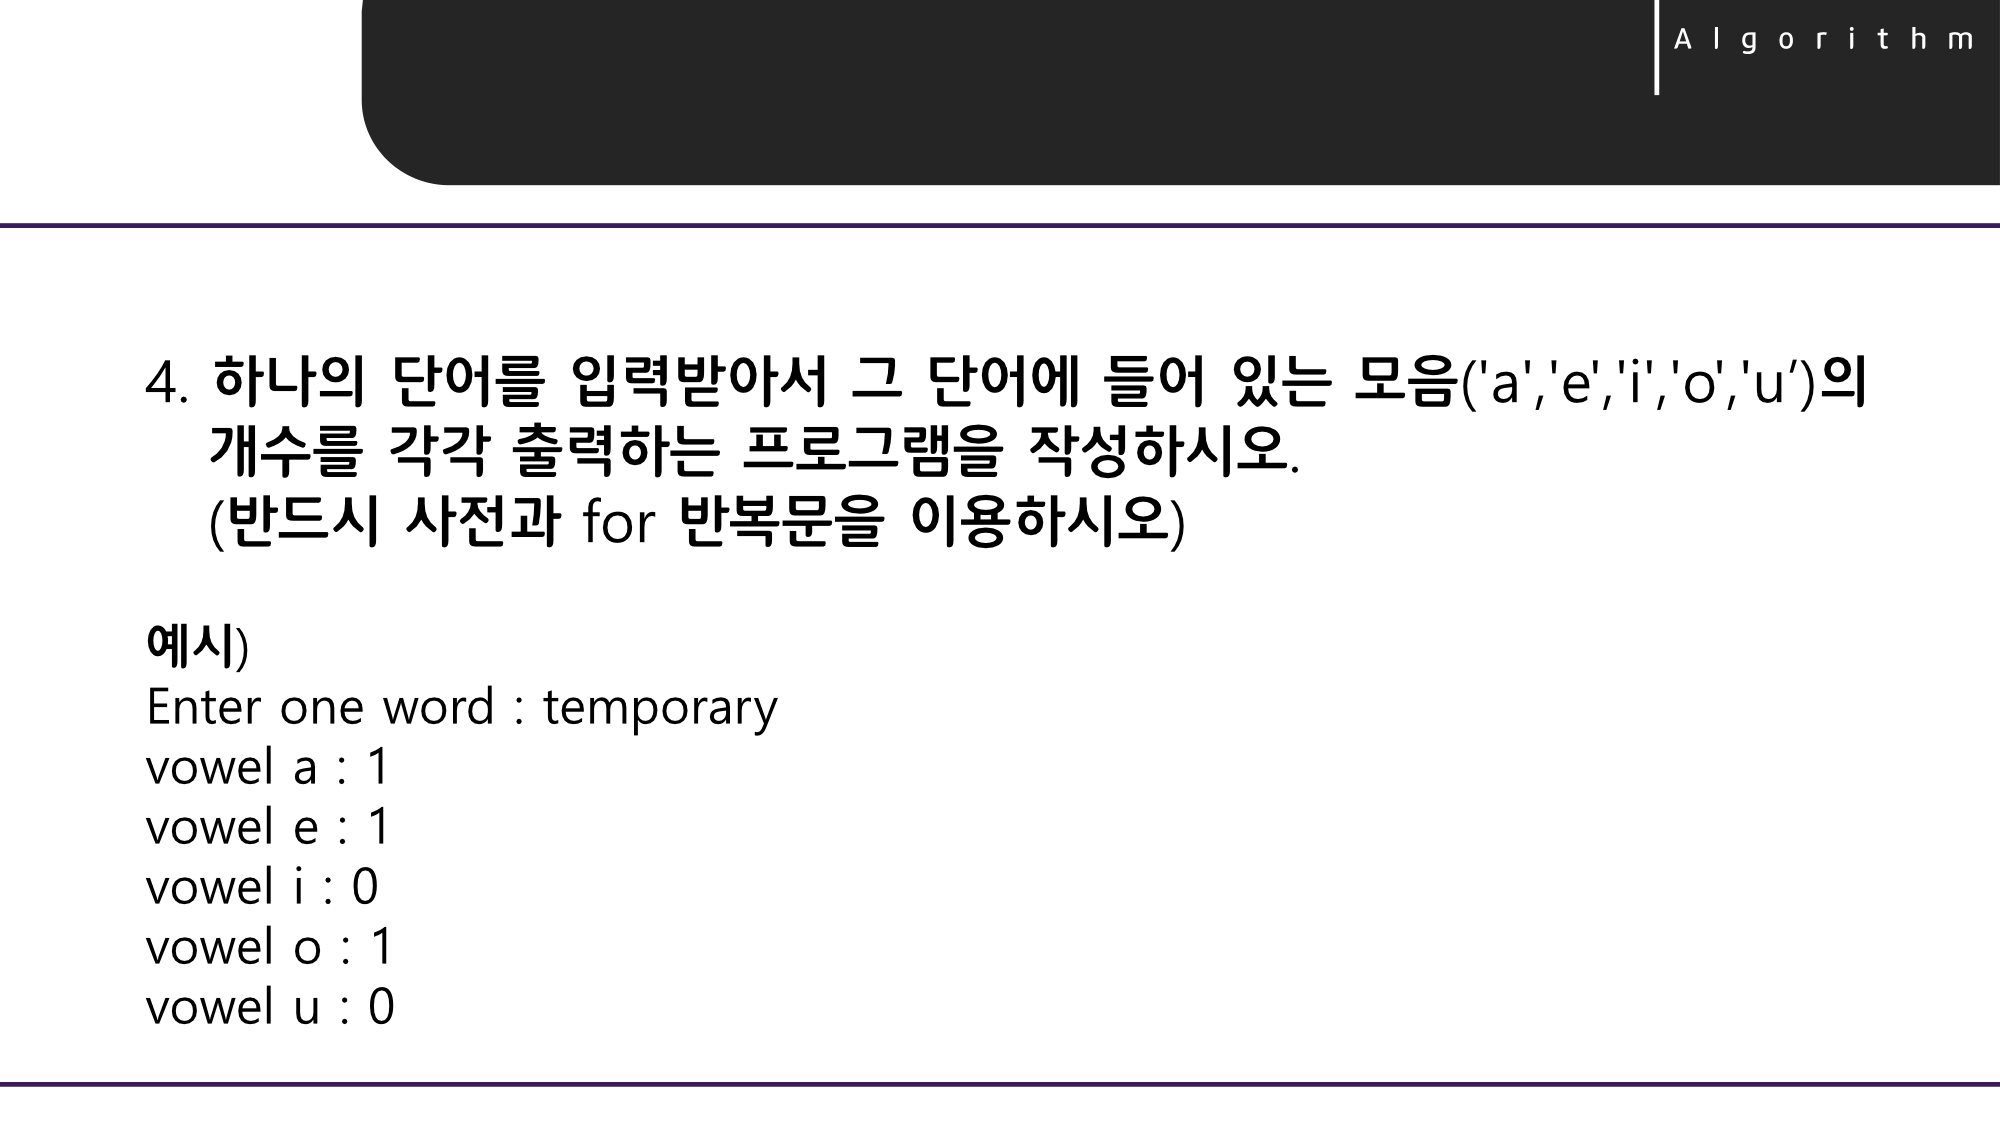 Algorithm
4. 하나의 단어를 입력받아서 그 단어에 들어 있는 모음('a','e','i','o','u’)의
개수를 각각 출력하는 프로그램을 작성하시오.
(반드시 사전과 for 반복문을 이용하시오)
예시)
Enter one word : temporary
vowel a : 1
vowel e : 1
vowel i : 0
vowel o : 1
vowel u : 0